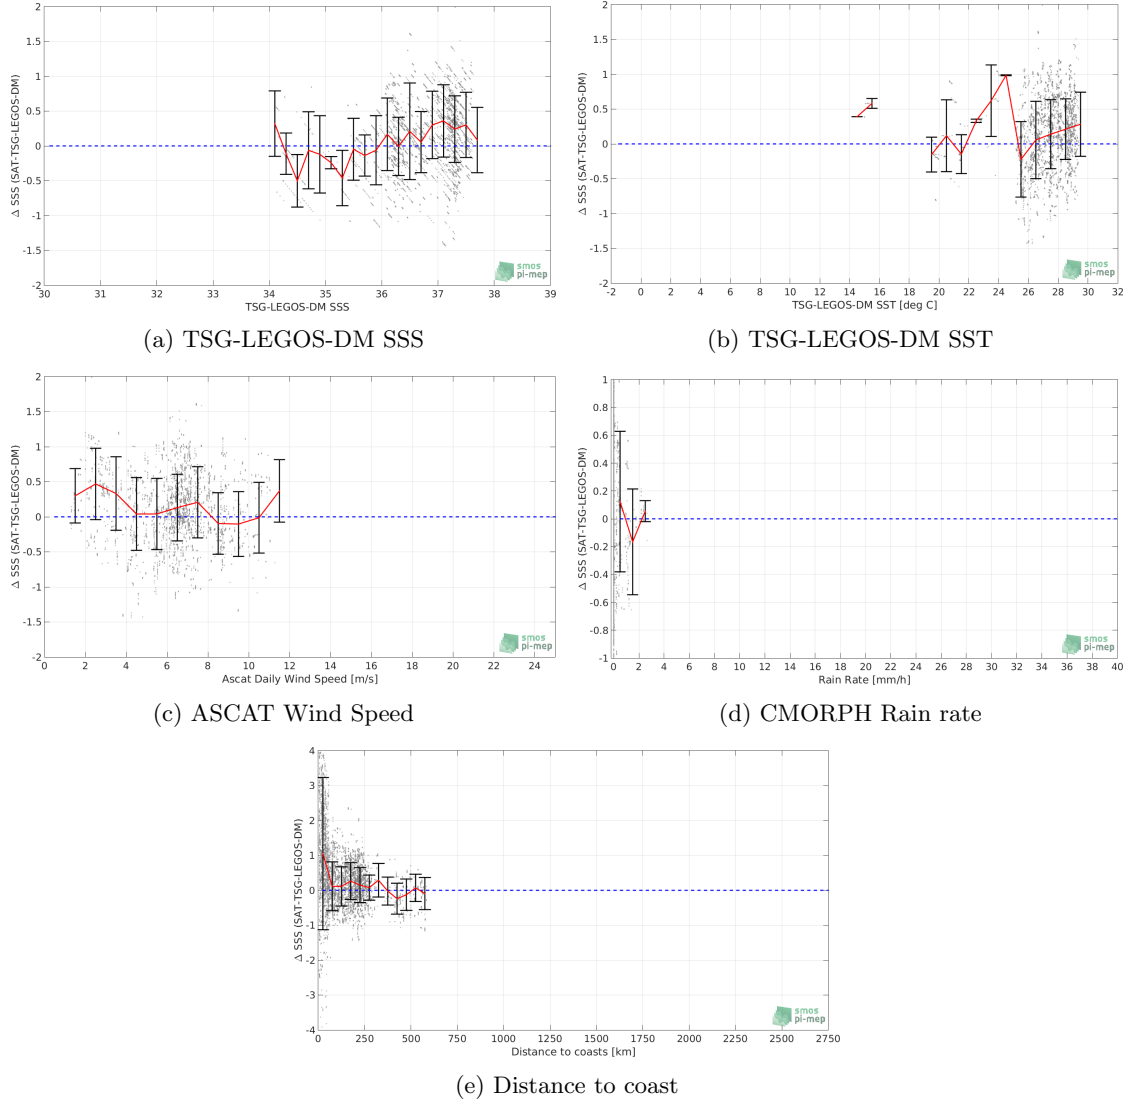 2
1.5
1
0.5
0
-0.5
-1
-1.5
-2
Δ SSS (SAT-TSG-LEGOS-DM)
30 31 32 33 34 35 36 37 38 39
TSG-LEGOS-DM SSS
smos
pi-mep
(a) TSG-LEGOS-DM SSS
2
1.5
1
0.5
0
-0.5
-1
-1.5
-2
Δ SSS (SAT-TSG-LEGOS-DM)
-2 0 2 4 6 8 10 12 14 16 18 20 22 24 26 28 30 32
TSG-LEGOS-DM SST [deg C]
smos
pi-mep
(b) TSG-LEGOS-DM SST
2
1.5
1
0.5
0
-0.5
-1
-1.5
-2
Δ SSS (SAT-TSG-LEGOS-DM)
2 4 6 8 10 12 14 16 18 20 22 24
Ascat Daily Wind Speed [m/s]
smos
pi-mep
(c) ASCAT Wind Speed
1
0.8
0.6
0.4
0.2
0
-0.2
-0.4
-0.6
-0.8
-1
Δ SSS (SAT-TSG-LEGOS-DM)
0 2 4 6 8 10 12 14 16 18 20 22 24 26 28 30 32 34 36 38 40
Rain Rate [mm/h]
smos
pi-mep
(d) CMORPH Rain rate
4
3
2
1
0
-1
-2
-3
-4
Δ SSS (SAT-TSG-LEGOS-DM)
0 250 500 750 1000 1250 1500 1750 2000 2250 2500 2750
Distance to coasts [km]
smos
pi-mep
(e) Distance to coast